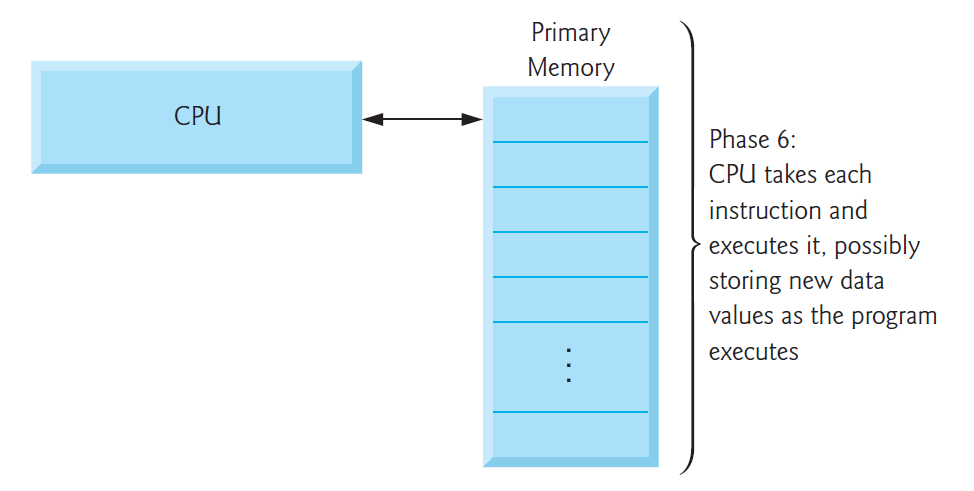 Primary
Memory
CPU
Phase 6:
CPU takes each
instruction and
executes it, possibly
storing new data
values as the program
executes